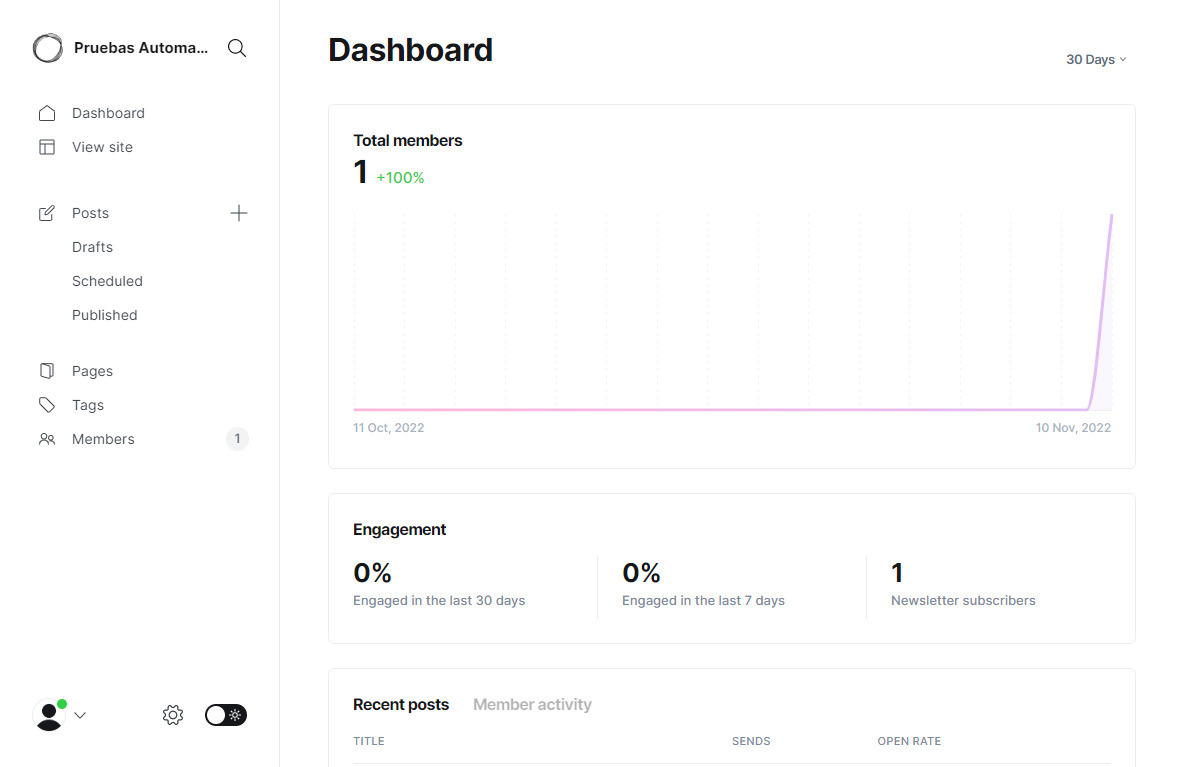 Pruebas Automa...
Dashboard
View site
Posts
Drafts
Scheduled
Published
Pages
Tags
Members 1
Dashboard
30 Days
Total members
1 +100%
11 Oct, 2022 10 Nov, 2022
Engagement
0% 0% 1
Engaged in the last 30 days Engaged in the last 7 days Newsletter subscribers
Recent posts Member activity
TITLE SENDS OPEN RATE